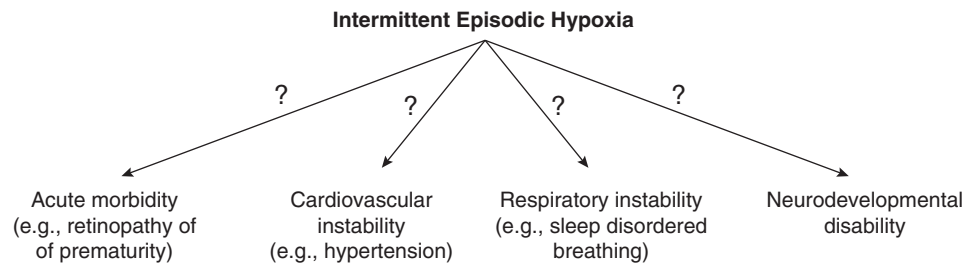 Intermittent Episodic Hypoxia
? ? ? ?
Acute morbidity
(e.g., retinopathy of
of prematurity)
Cardiovascular
instability
(e.g., hypertension)
Respiratory instability
(e.g., sleep disordered
breathing)
Neurodevelopmental
disability